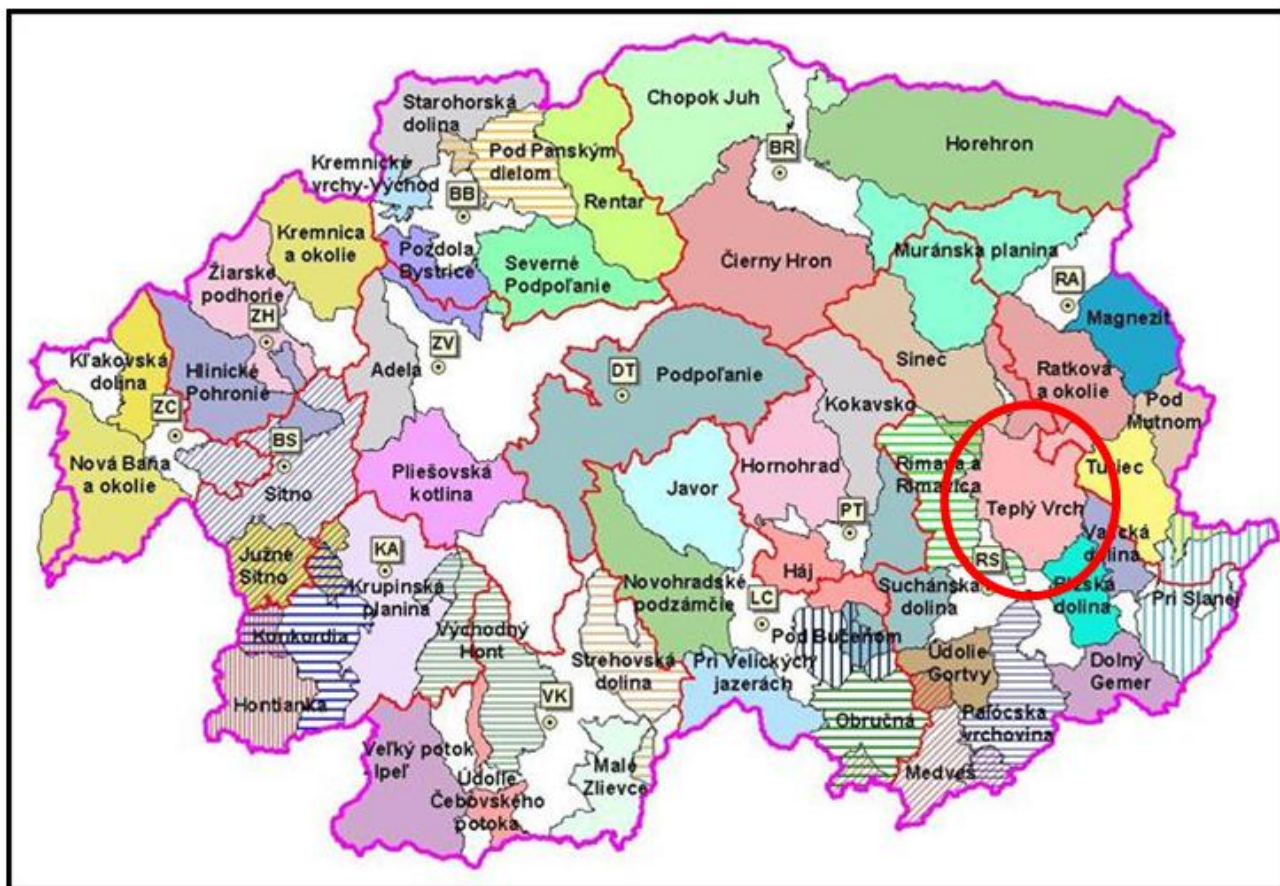 Starohorská
dolina
Chopok Juh
Pod Panským
dielom
BR
Horehron
Kremnické
vrchy-Východ
BB
Rentar
Kremnica
a okolie
Pozdola
Bystrice
Severné
Podpoľanie
Čierny Hron
Muránska planina
Žiarske
podhorie
RA
Magnezit
ZH
ZV
Kľakovská
dolina
Hlinické
Pohronie
Adela
DT
Podpoľanie
Sineč
Ratková
a okolie
ZC
Kokavsko
Pod
Mutnom
BS
Nová Baňa
a okolie
Sitno
Pliešovská
kotlina
Javor
Hornohrad
Rimava a
Rimavica
Turiec
Teplý Vrch
PT
Valická
dolina
Južné
Sitno
KA
Krupinská
planina
Háj
RS
Novohradské
podzámčie
LC
Suchánska
dolina
Blžská
dolina
Pri Slanej
Konkordia
Východný
Hont
Strehovská
dolina
Pod Bučeňom
Údolie
Gortvy
Dolný
Gemer
Hontianka
Pri Velických
jazerách
VK
Obručná
Palócska
vrchovina
Veľký potok
- Ipeľ
Údolie
Čebovského
potoka
Malé
Zlievce
Medveš